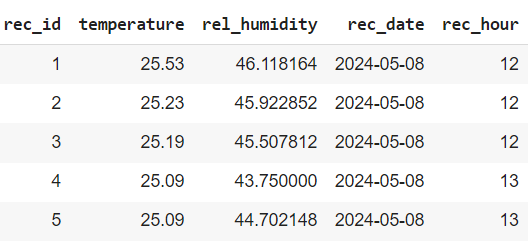 rec_id temperature rel_humidity rec_date rec_hour
1 25.53 46.118164 2024-05-08 12
2 25.23 45.922852 2024-05-08 12
3 25.19 45.507812 2024-05-08 12
4 25.09 43.750000 2024-05-08 13
5 25.09 44.702148 2024-05-08 13